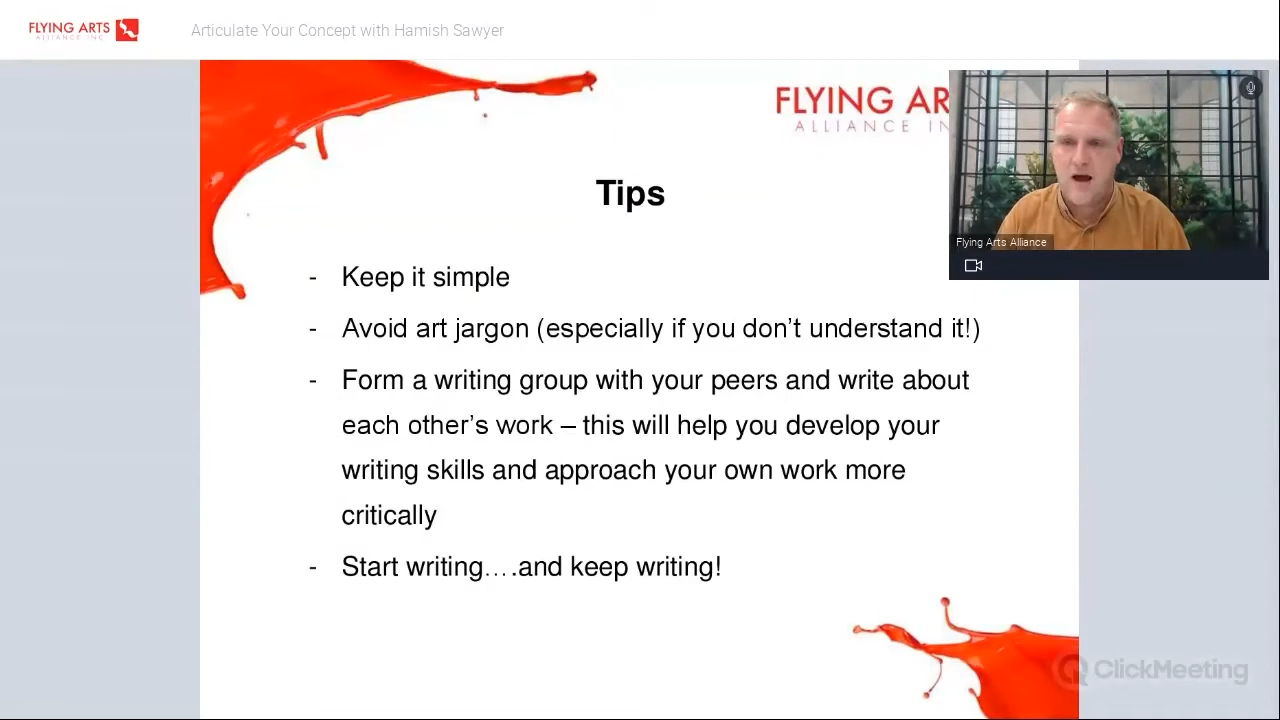 FLYING ARTS
ALLIANCE INC
Articulate Your Concept with Hamish Sawyer
FLYING AR
ALLIANCE IN
Flying Arts Alliance
Tips
- Keep it simple
- Avoid art jargon (especially if you don’t understand it!)
- Form a writing group with your peers and write about
each other’s work – this will help you develop your
writing skills and approach your own work more
critically
- Start writing….and keep writing!
ClickMeeting